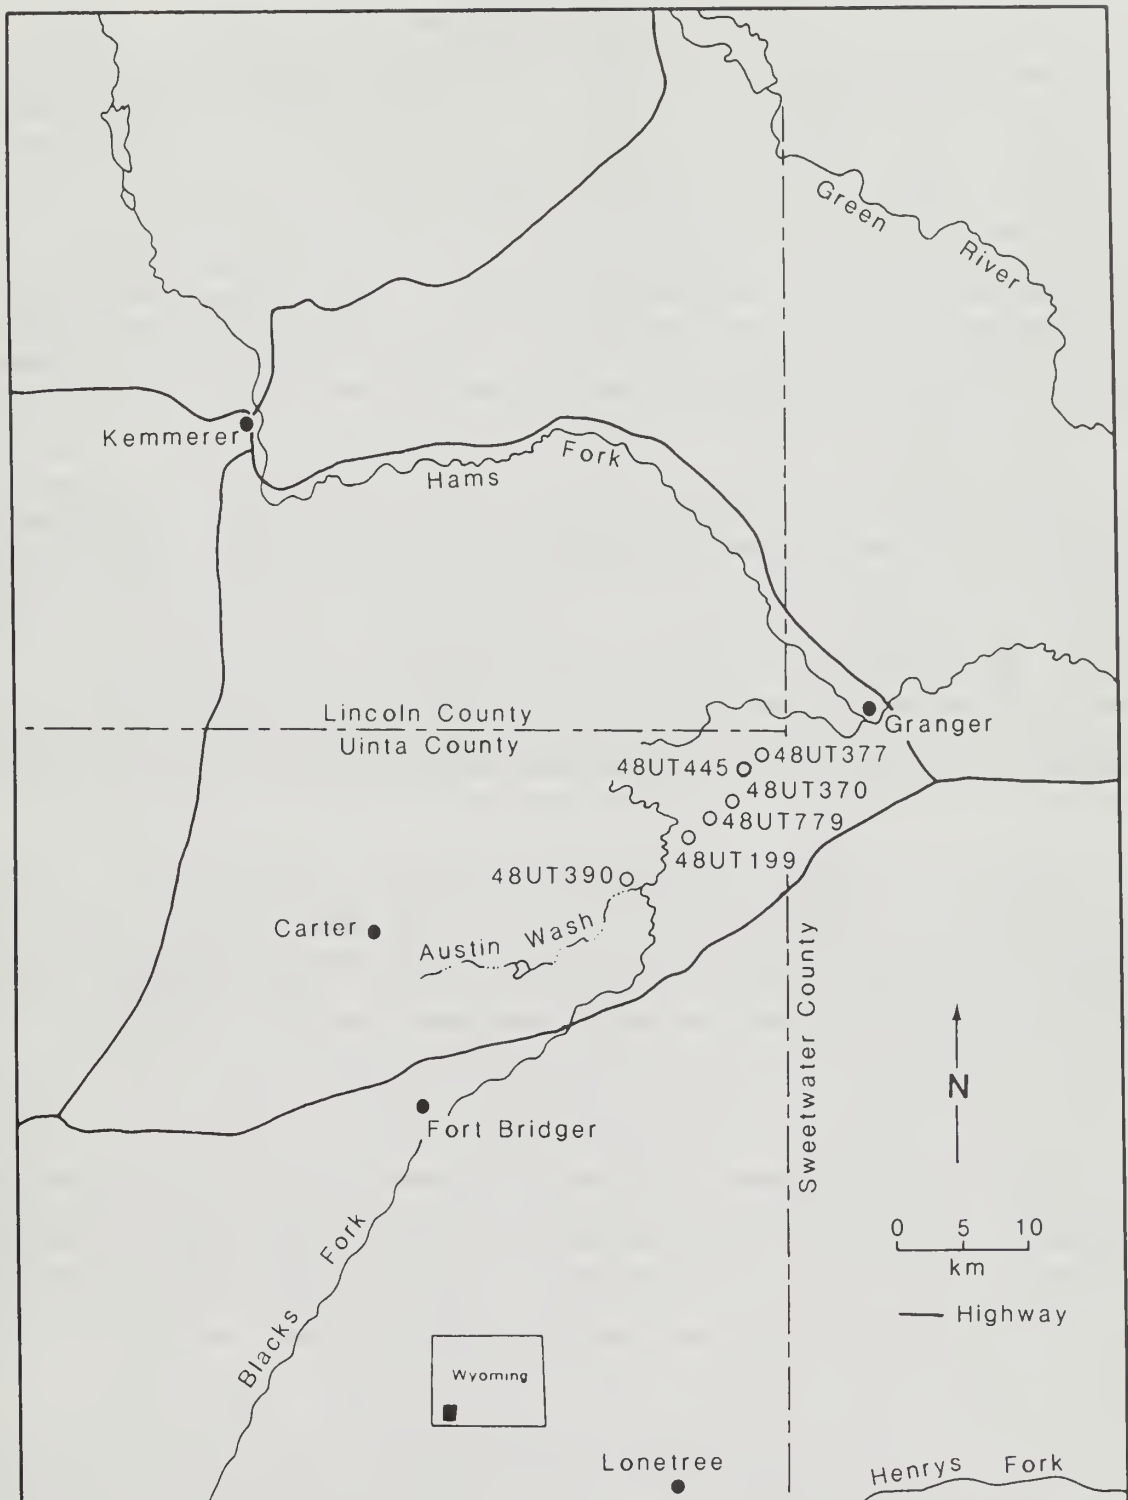 Green
River
Kemmerer
Hams
Fork
Lincoln County
Uinta County
Granger
48UT377
48UT445
48UT370
48UT779
48UT199
48UT390
Carter
Austin Wash
Sweetwater County
N
Fort Bridger
0 5 10
km
Highway
Blacks Fork
Wyoming
Lonetree
Henrys Fork